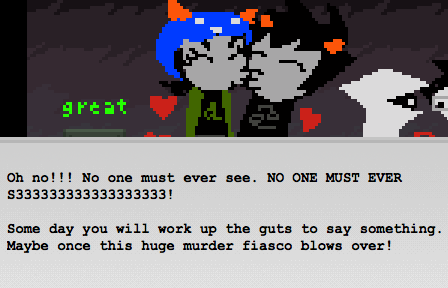 great
Oh no!!! No one must ever see. NO ONE MUST EVER
S33333333333333333333!
Some day you will work up the guts to say something.
Maybe once this huge murder fiasco blows over!